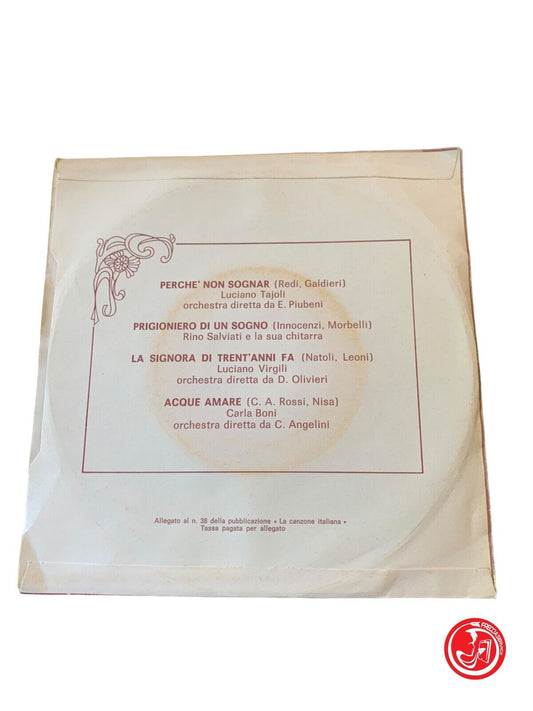 PERCHE' NON SOGNAR (Redi, Galdieri)
Luciano Tajoli
orchestra diretta da E. Piubeni
PRIGIONIERO DI UN SOGNO (Innocenzi, Morbelli)
Rino Salviati e la sua chitarra
LA SIGNORA DI TRENT'ANNI FA (Natoli, Leoni)
Luciano Virgili
orchestra diretta da D. Olivieri
ACQUE AMARE (C. A. Rossi, Nisa)
Carla Boni
orchestra diretta da C. Angelini
Allegato al n. 38 della pubblicazione « La canzone italiana »
Tassa pagata per allegato